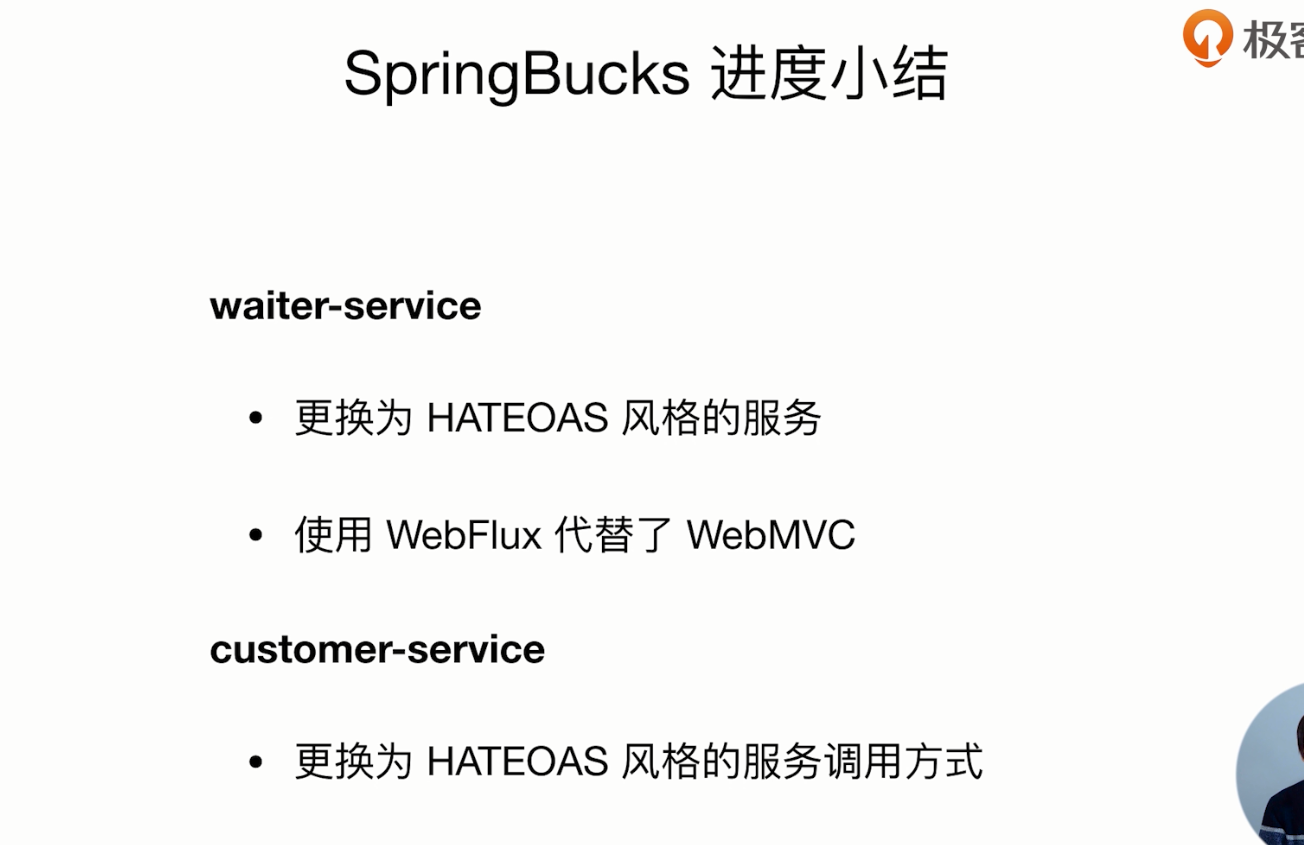 极
SpringBucks 进度小结
waiter-service
• 更换为 HATEOAS 风格的服务
• 使用 WebFlux 代替了 WebMVC
customer-service
• 更换为 HATEOAS 风格的服务调用方式